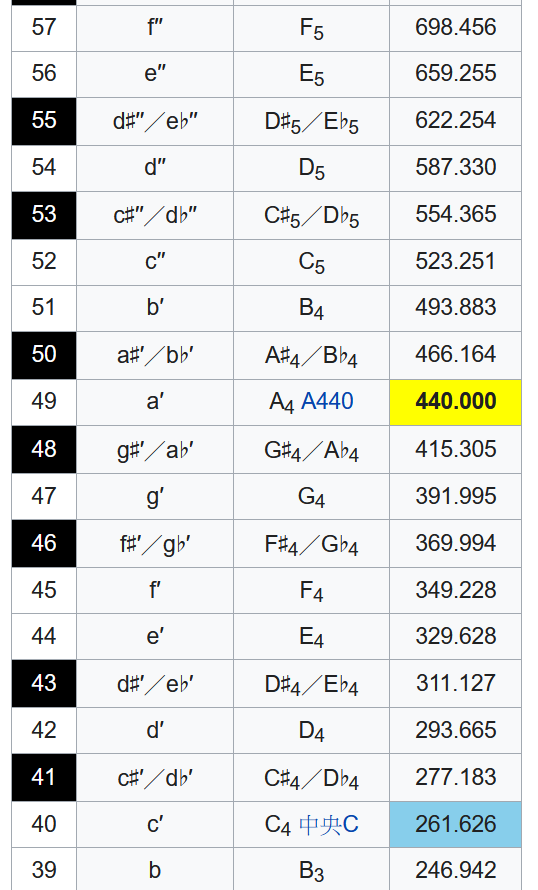 57 f″ F5 698.456
56 e″ E5 659.255
55 d♯″／e♭″ D♯5／E♭5 622.254
54 d″ D5 587.330
53 c♯″／d♭″ C♯5／D♭5 554.365
52 c″ C5 523.251
51 b′ B4 493.883
50 a♯′／b♭′ A♯4／B♭4 466.164
49 a′ A4 A440 440.000
48 g♯′／a♭′ G♯4／A♭4 415.305
47 g′ G4 391.995
46 f♯′／g♭′ F♯4／G♭4 369.994
45 f′ F4 349.228
44 e′ E4 329.628
43 d♯′／e♭′ D♯4／E♭4 311.127
42 d′ D4 293.665
41 c♯′／d♭′ C♯4／D♭4 277.183
40 c′ C4 中央C 261.626
39 b B3 246.942